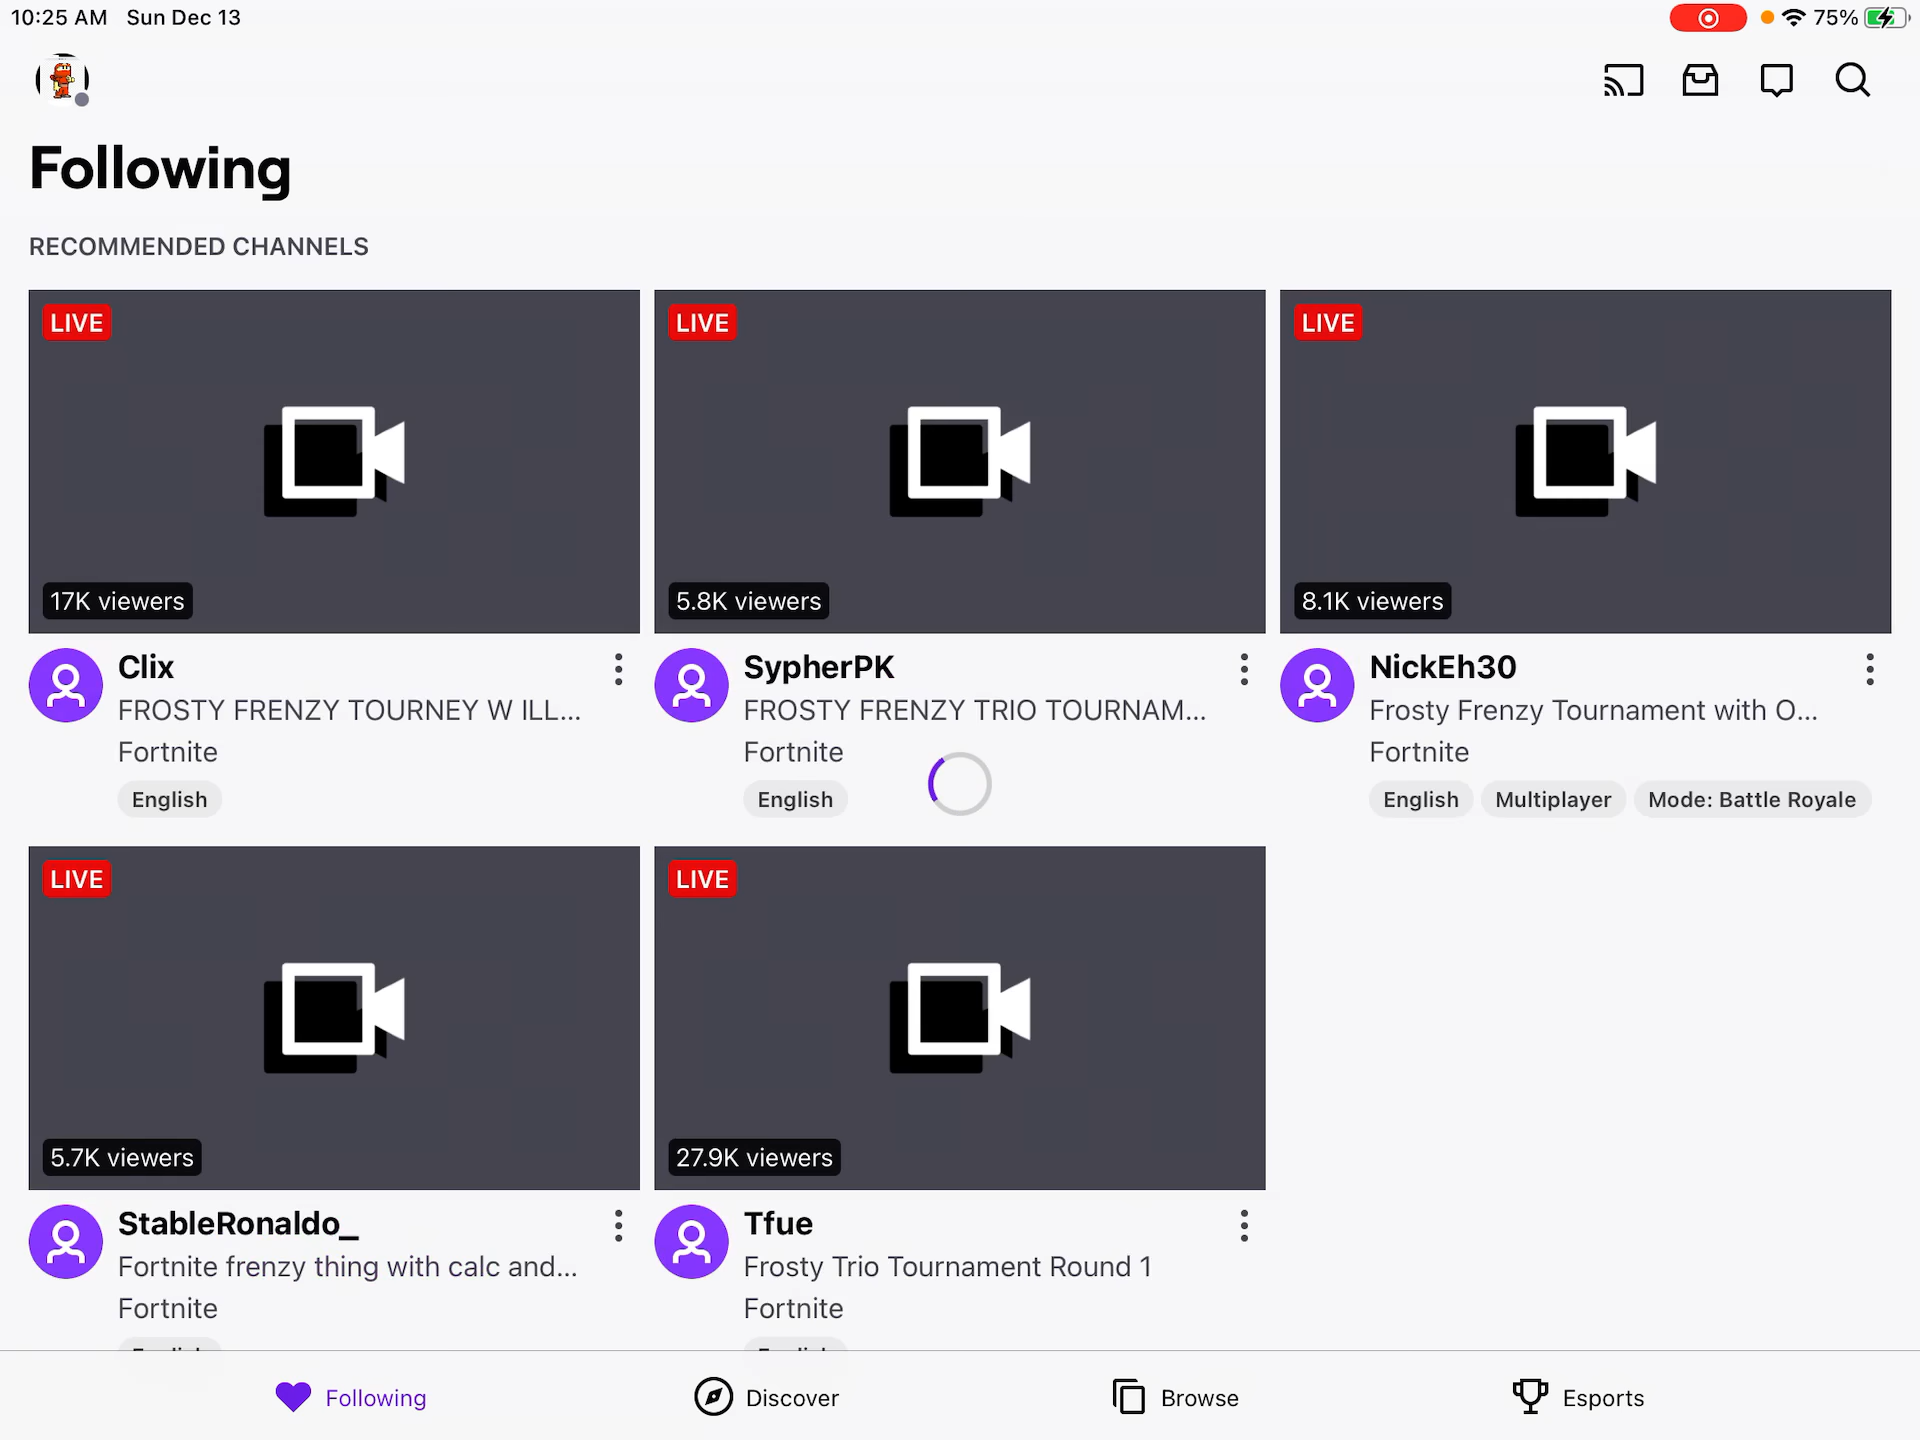 10:25 AM Sun Dec 13
75%
Following
RECOMMENDED CHANNELS
LIVE
17K viewers
Clix
FROSTY FRENZY TOURNEY W ILL...
Fortnite
English
LIVE
5.8K viewers
SypherPK
FROSTY FRENZY TRIO TOURNAM...
Fortnite
English
LIVE
8.1K viewers
NickEh30
Frosty Frenzy Tournament with O...
Fortnite
English Multiplayer Mode: Battle Royale
LIVE
5.7K viewers
StableRonaldo_
Fortnite frenzy thing with calc and...
Fortnite
LIVE
27.9K viewers
Tfue
Frosty Trio Tournament Round 1
Fortnite
Following
Discover
Browse
Esports